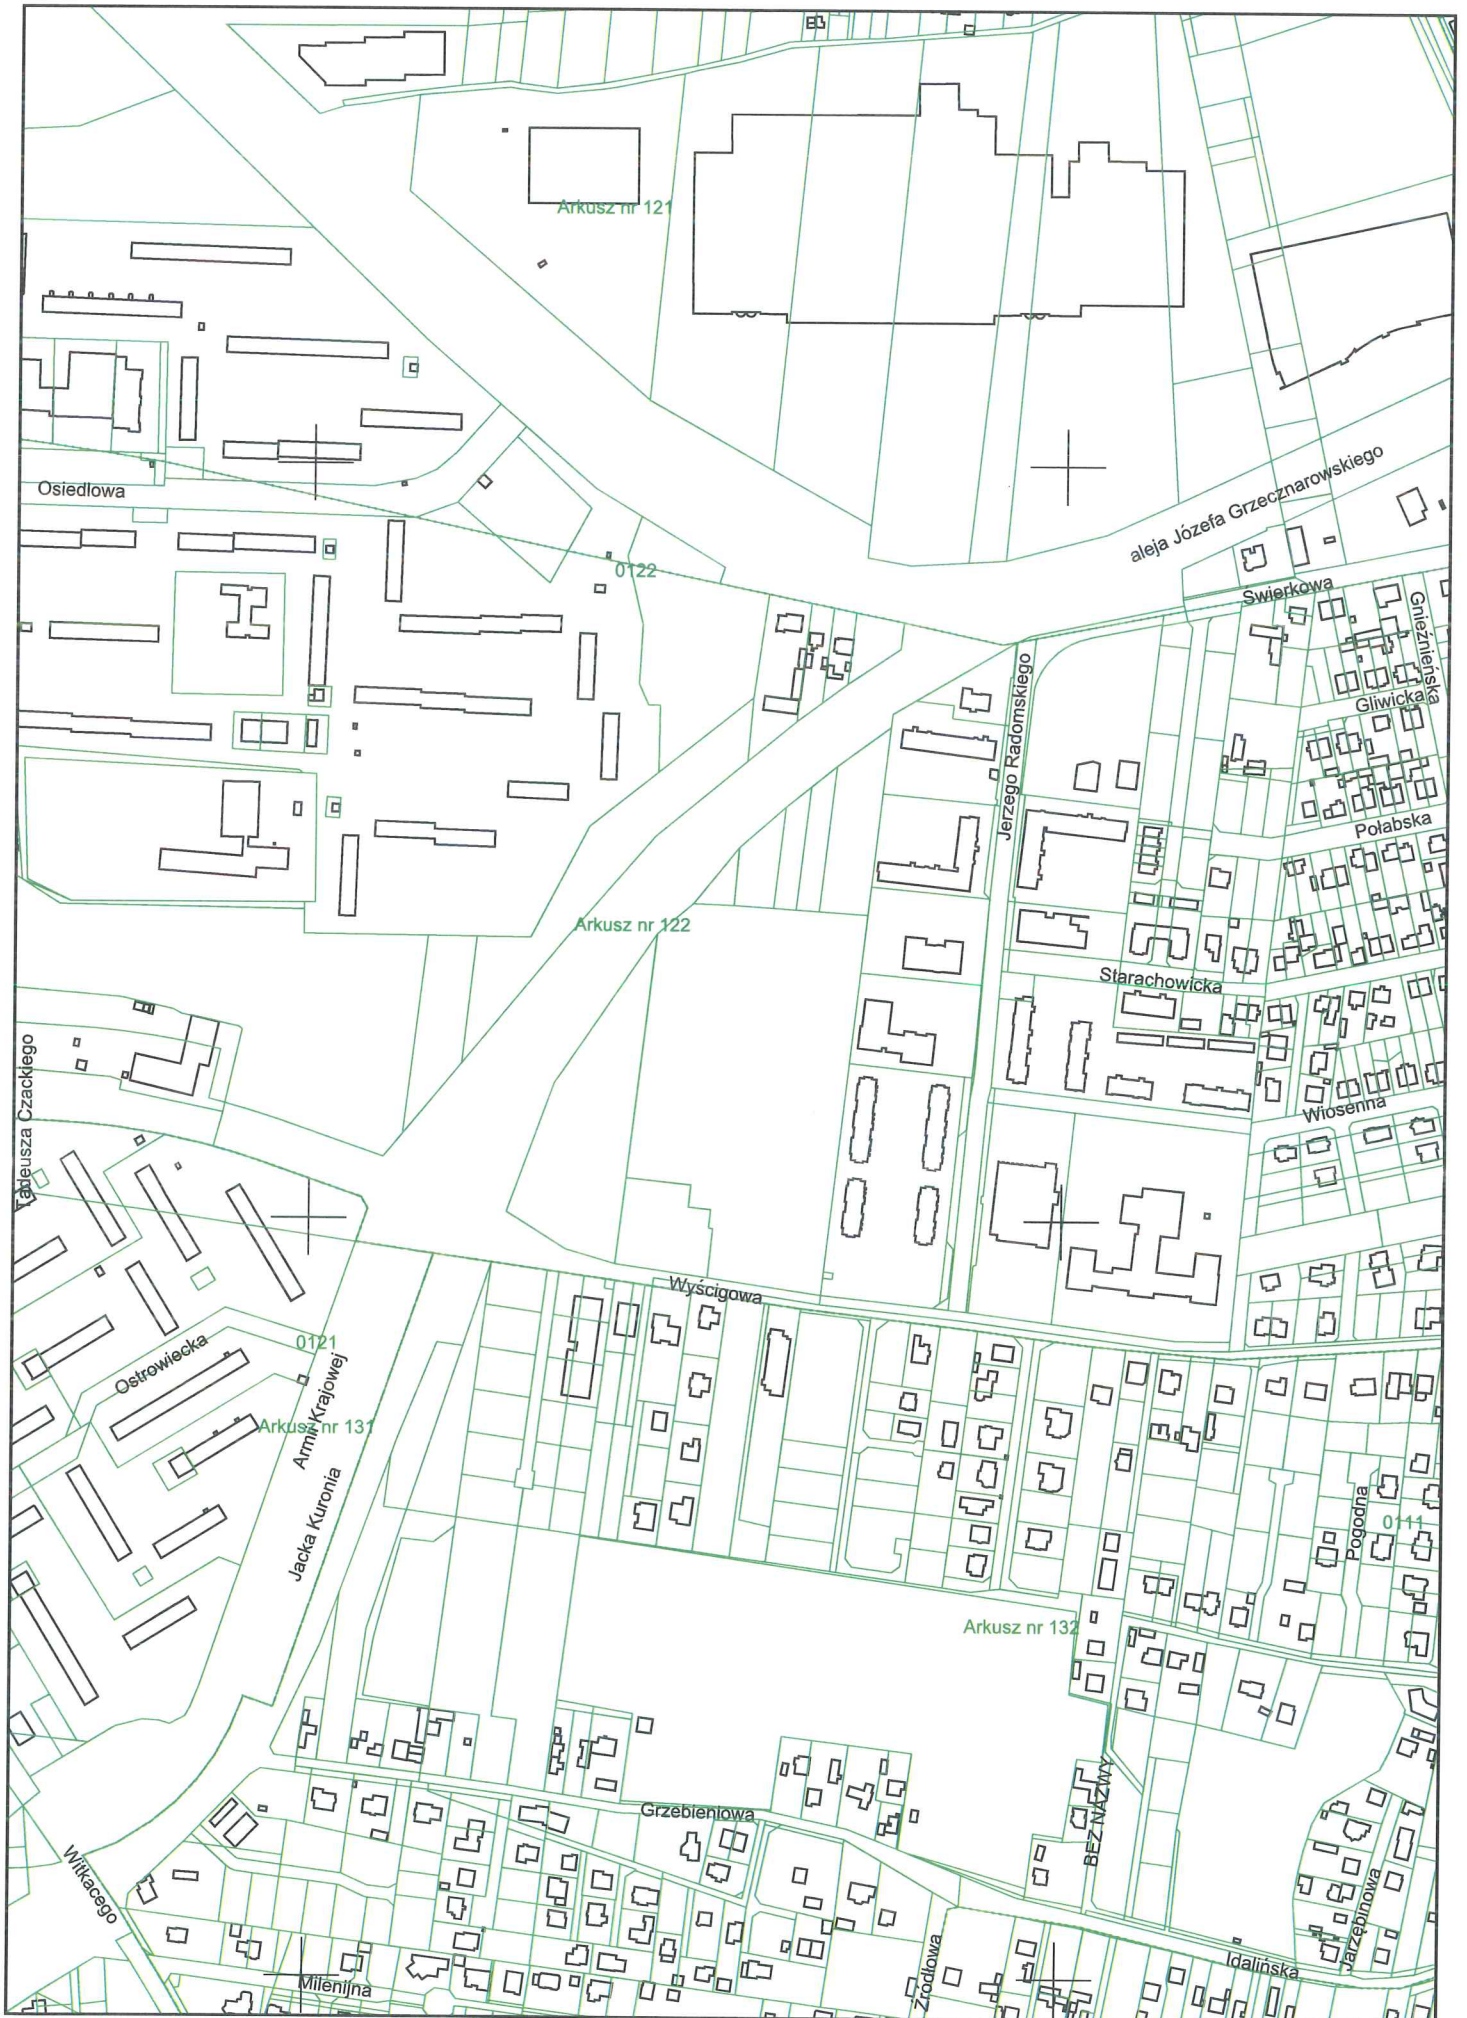 Arkusz nr 121
aleja Józefa Grzecznarowskiego
Osiedlowa
0122
Świerkowa
Gnieźnieńska
Gliwicka
Jerzego Radomskiego
Połabska
Arkusz nr 122
Starachowicka
Tadeusza Czackiego
Wiosenna
Wyścigowa
0121
Ostrowiecka
Armii Krajowej
Arkusz nr 131
Jacka Kuronia
Pogodna
0111
Arkusz nr 132
Grzebieniowa
BEZ NAZWY
Witkacego
Jarzębinowa
Źródłowa
Idalińska
Milenijna